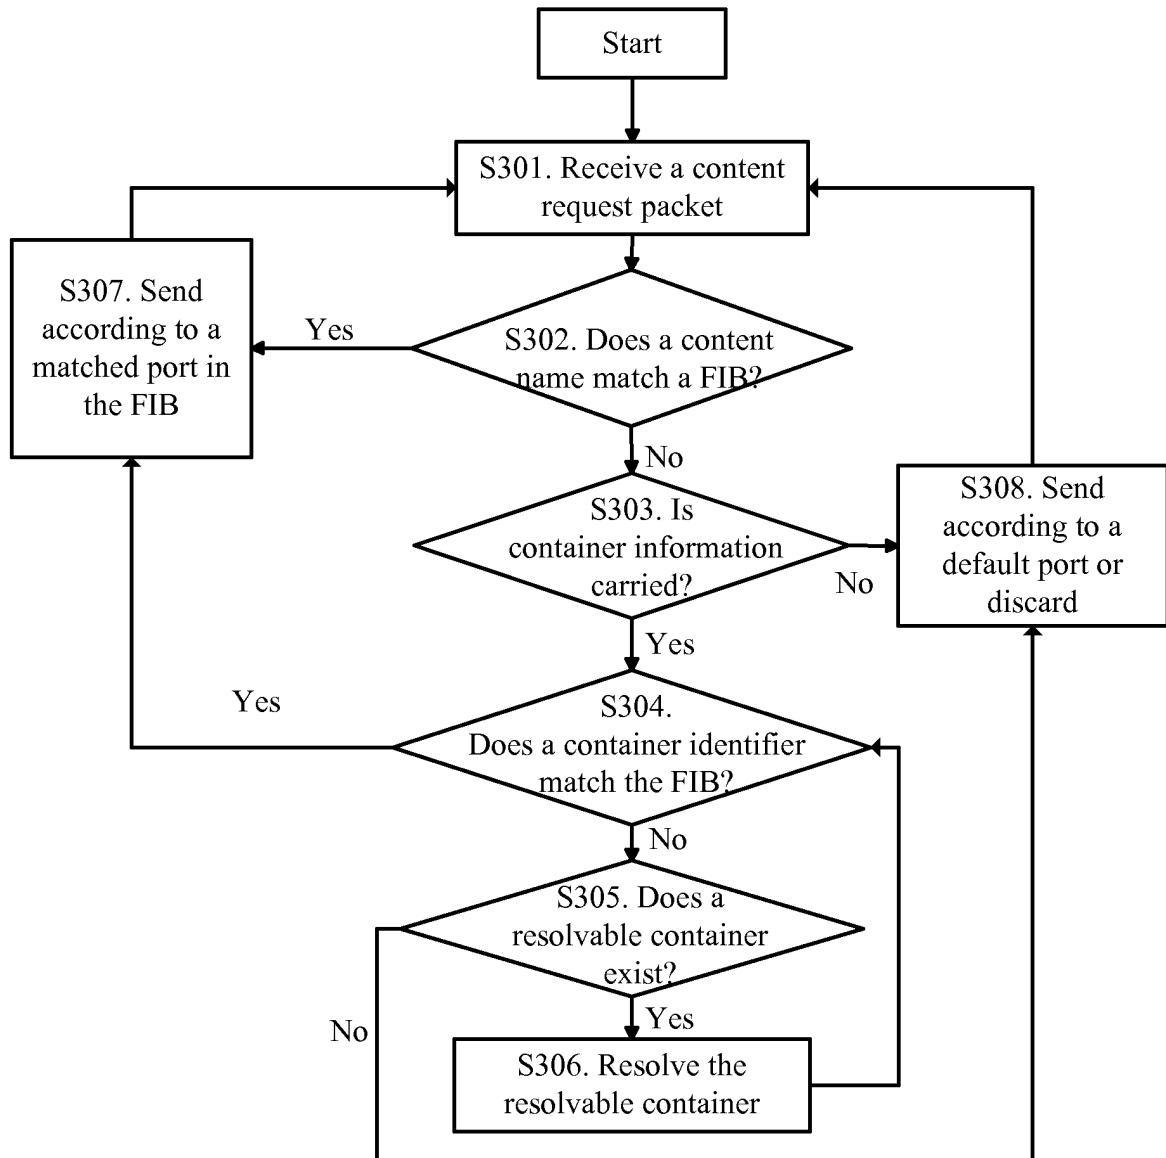 Start
S301. Receive a content
request packet
S307. Send
according to a
matched port in
the FIB
Yes
S302. Does a content
name match a FIB?
No
S303. Is
container information
carried?
No
S308. Send
according to a
default port or
discard
Yes
Yes
S304.
Does a container identifier
match the FIB?
No
S305. Does a
resolvable container
exist?
No
Yes
S306. Resolve the
resolvable container